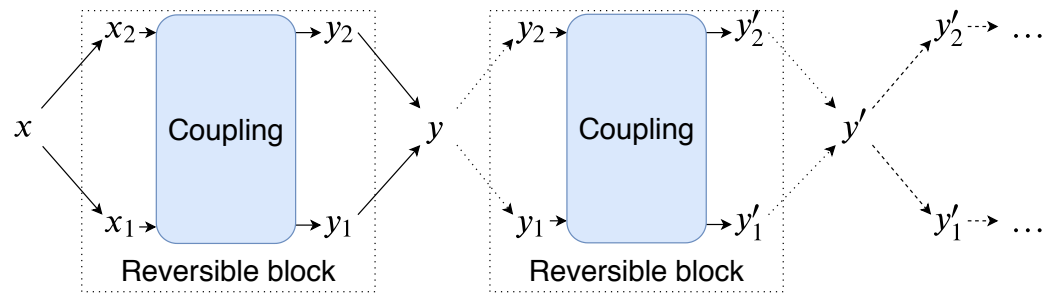 x₂ y₂ y₂ y′₂ y′₂ …
x Coupling y Coupling y′
x₁ y₁ y₁ y′₁ y′₁ …
Reversible block Reversible block